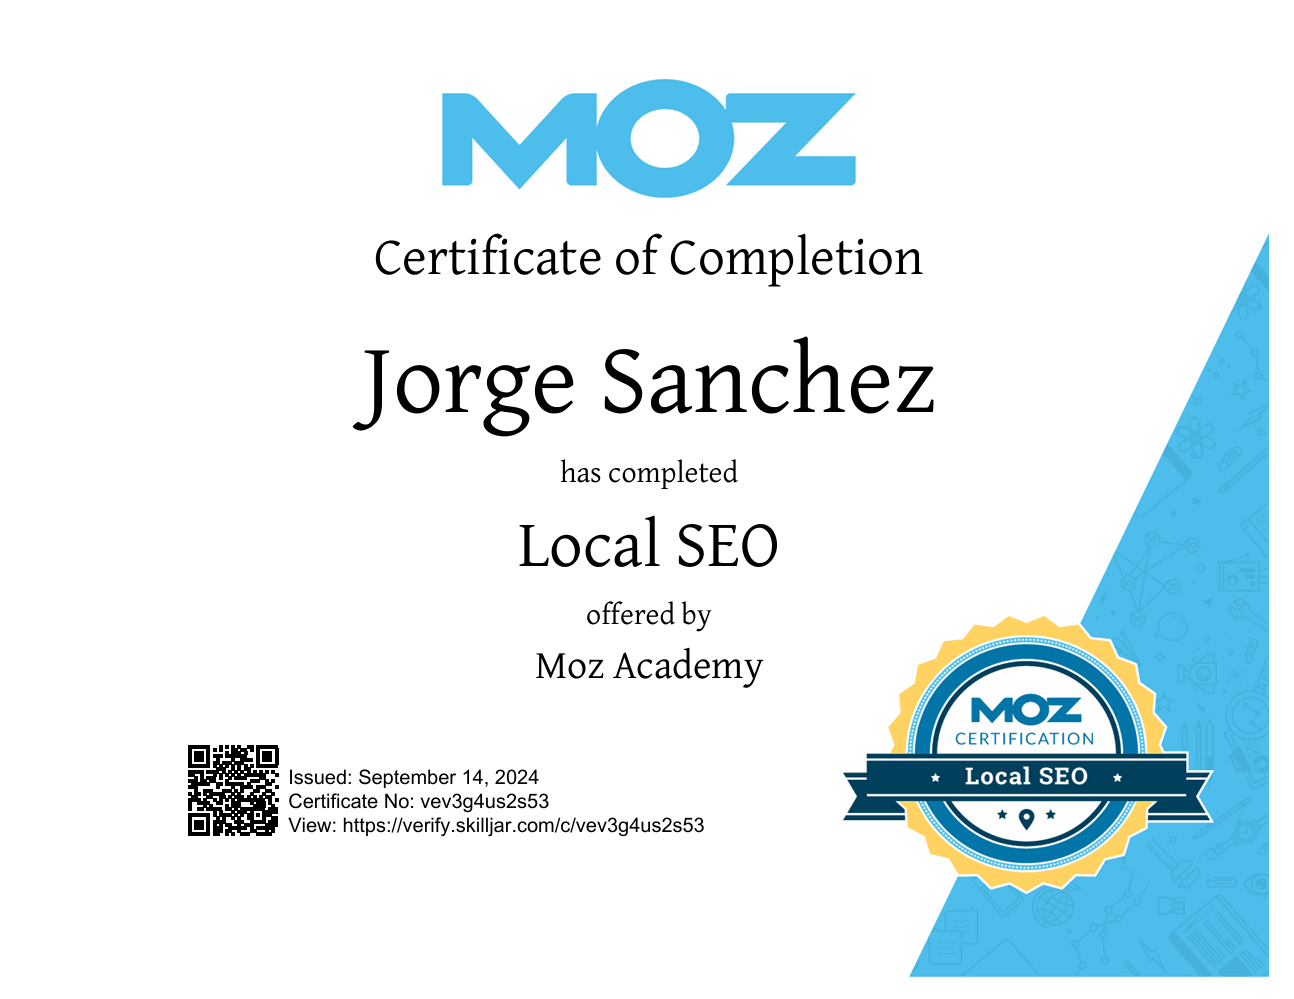 MOZ
Certificate of Completion
Jorge Sanchez
has completed
Local SEO
offered by
Moz Academy
Issued: September 14, 2024
Certificate No: vev3g4us2s53
View: https://verify.skilljar.com/c/vev3g4us2s53
MOZ
CERTIFICATION
Local SEO